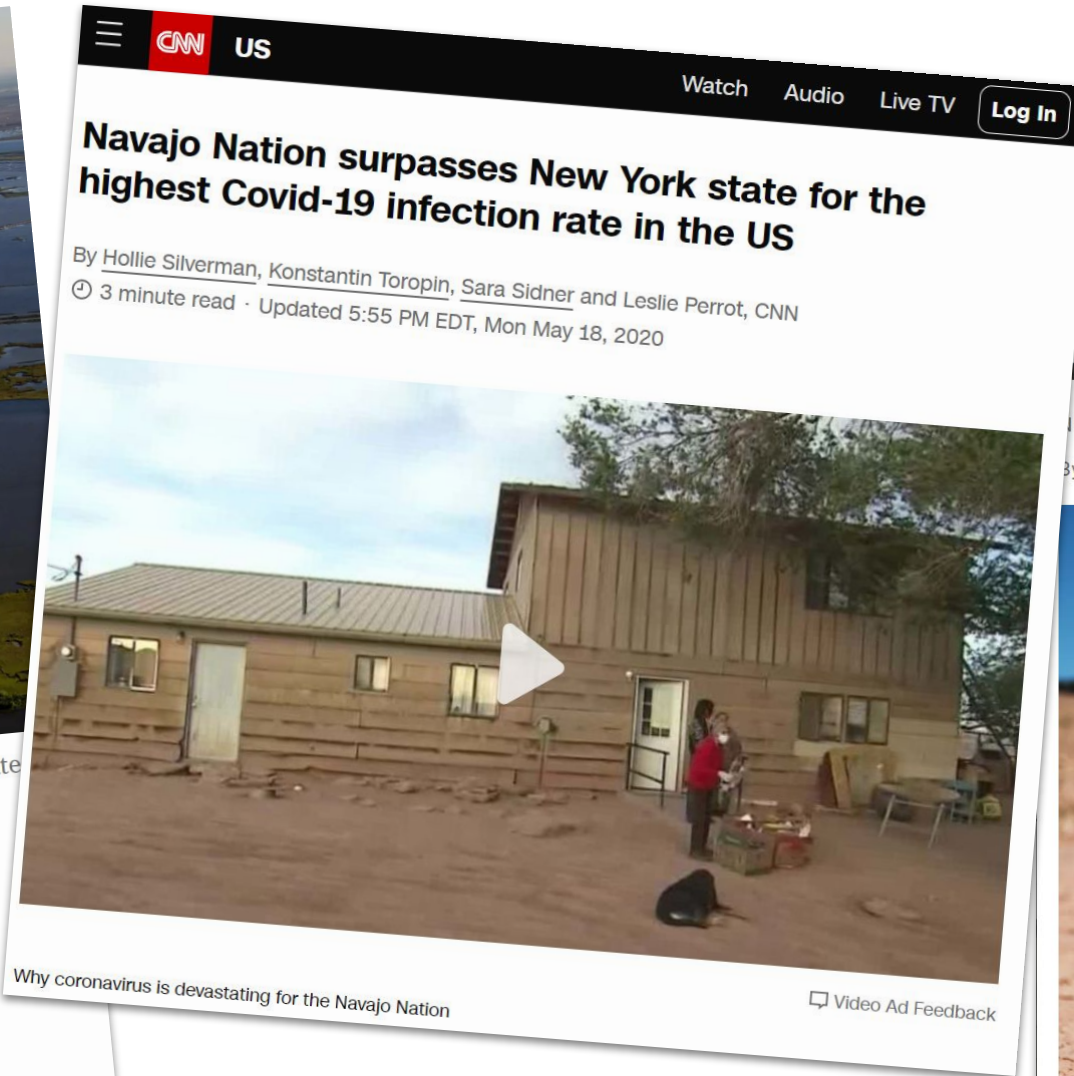 CNN US
Watch Audio Live TV Log In
Navajo Nation surpasses New York state for the
highest Covid-19 infection rate in the US
By Hollie Silverman, Konstantin Toropin, Sara Sidner and Leslie Perrot, CNN
3 minute read · Updated 5:55 PM EDT, Mon May 18, 2020
Why coronavirus is devastating for the Navajo Nation
Video Ad Feedback